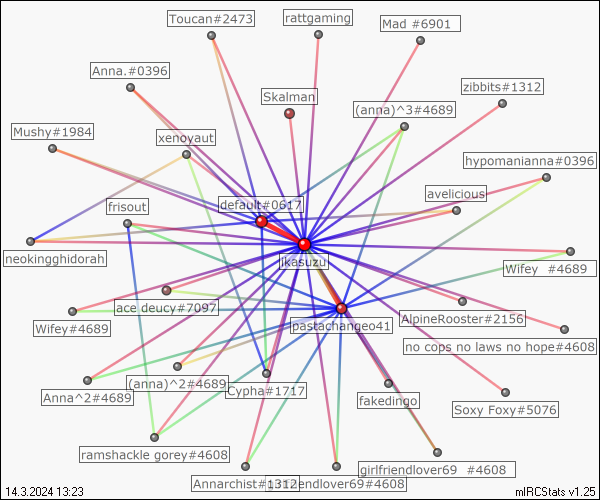 Toucan#2473
rattgaming
Mad #6901
Anna.#0396
zibbits#1312
Skalman
(anna)^3#4689
Mushy#1984
xenoyaut
hypomanianna#0396
avelicious
default#0617
frisout
jkasuzu
neokingghidorah
Wifey #4689
ace deucy#7097
AlpineRooster#2156
Wifey#4689
pastachangeo41
no cops no laws no hope#4608
(anna)^2#4689
Cypha#1717
fakedingo
Anna^2#4689
Soxy Foxy#5076
ramshackle gorey#4608
girlfriendlover69 #4608
Annarchist#1312
endlover69#4608
14.3.2024 13:23
mIRCStats v1.25